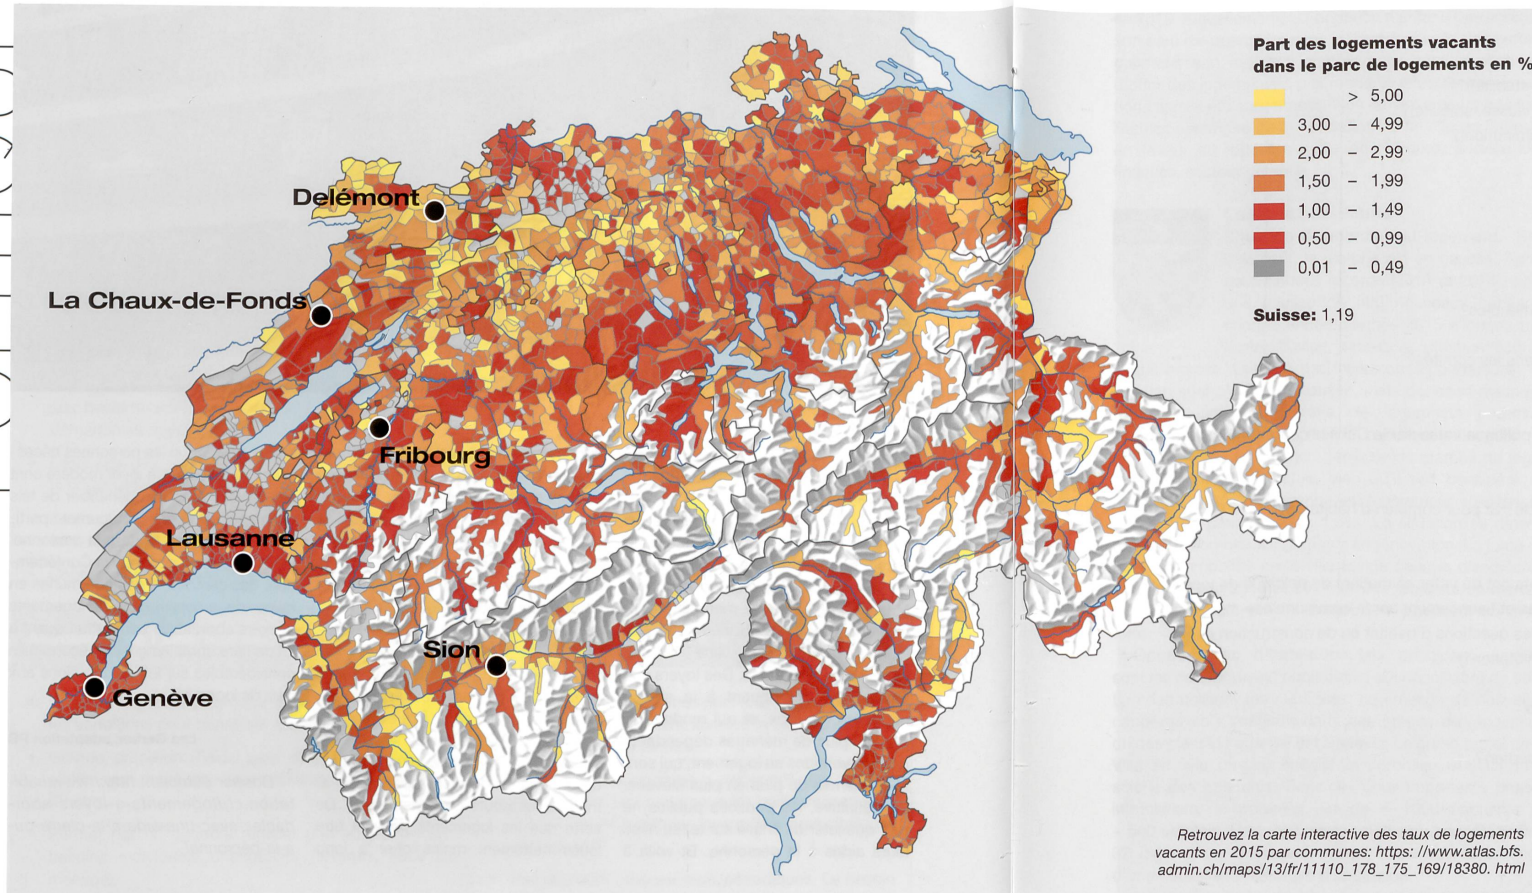 Part des logements vacants
dans le parc de logements en %
> 5,00
3,00 – 4,99
2,00 – 2,99
1,50 – 1,99
1,00 – 1,49
0,50 – 0,99
0,01 – 0,49
Suisse: 1,19
Delémont
La Chaux-de-Fonds
Fribourg
Lausanne
Sion
Genève
Retrouvez la carte interactive des taux de logements
vacants en 2015 par communes: https: //www.atlas.bfs.
admin.ch/maps/13/fr/11110_178_175_169/18380. html